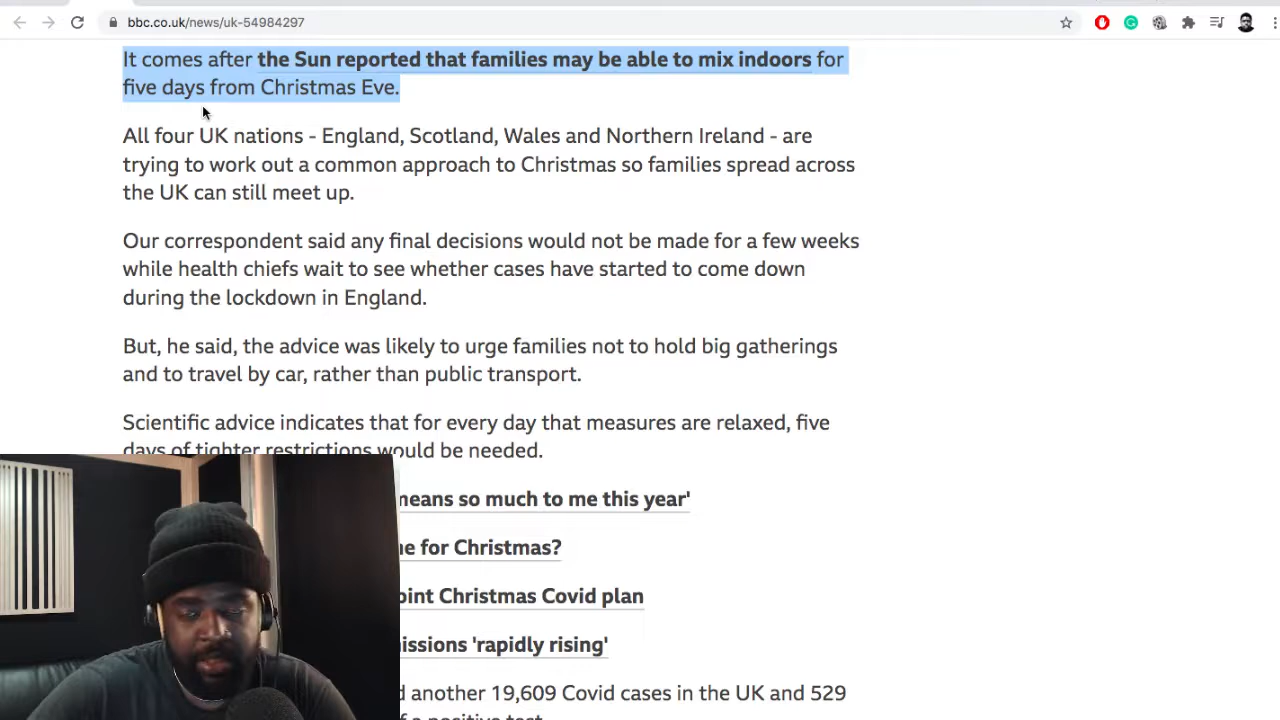 bbc.co.uk/news/uk-54984297
It comes after the Sun reported that families may be able to mix indoors for
five days from Christmas Eve.
All four UK nations - England, Scotland, Wales and Northern Ireland - are
trying to work out a common approach to Christmas so families spread across
the UK can still meet up.
Our correspondent said any final decisions would not be made for a few weeks
while health chiefs wait to see whether cases have started to come down
during the lockdown in England.
But, he said, the advice was likely to urge families not to hold big gatherings
and to travel by car, rather than public transport.
Scientific advice indicates that for every day that measures are relaxed, five
days of tighter restrictions would be needed.
means so much to me this year'
for Christmas?
Christmas Covid plan
'rapidly rising'
another 19,609 Covid cases in the UK and 529
of a positive test.